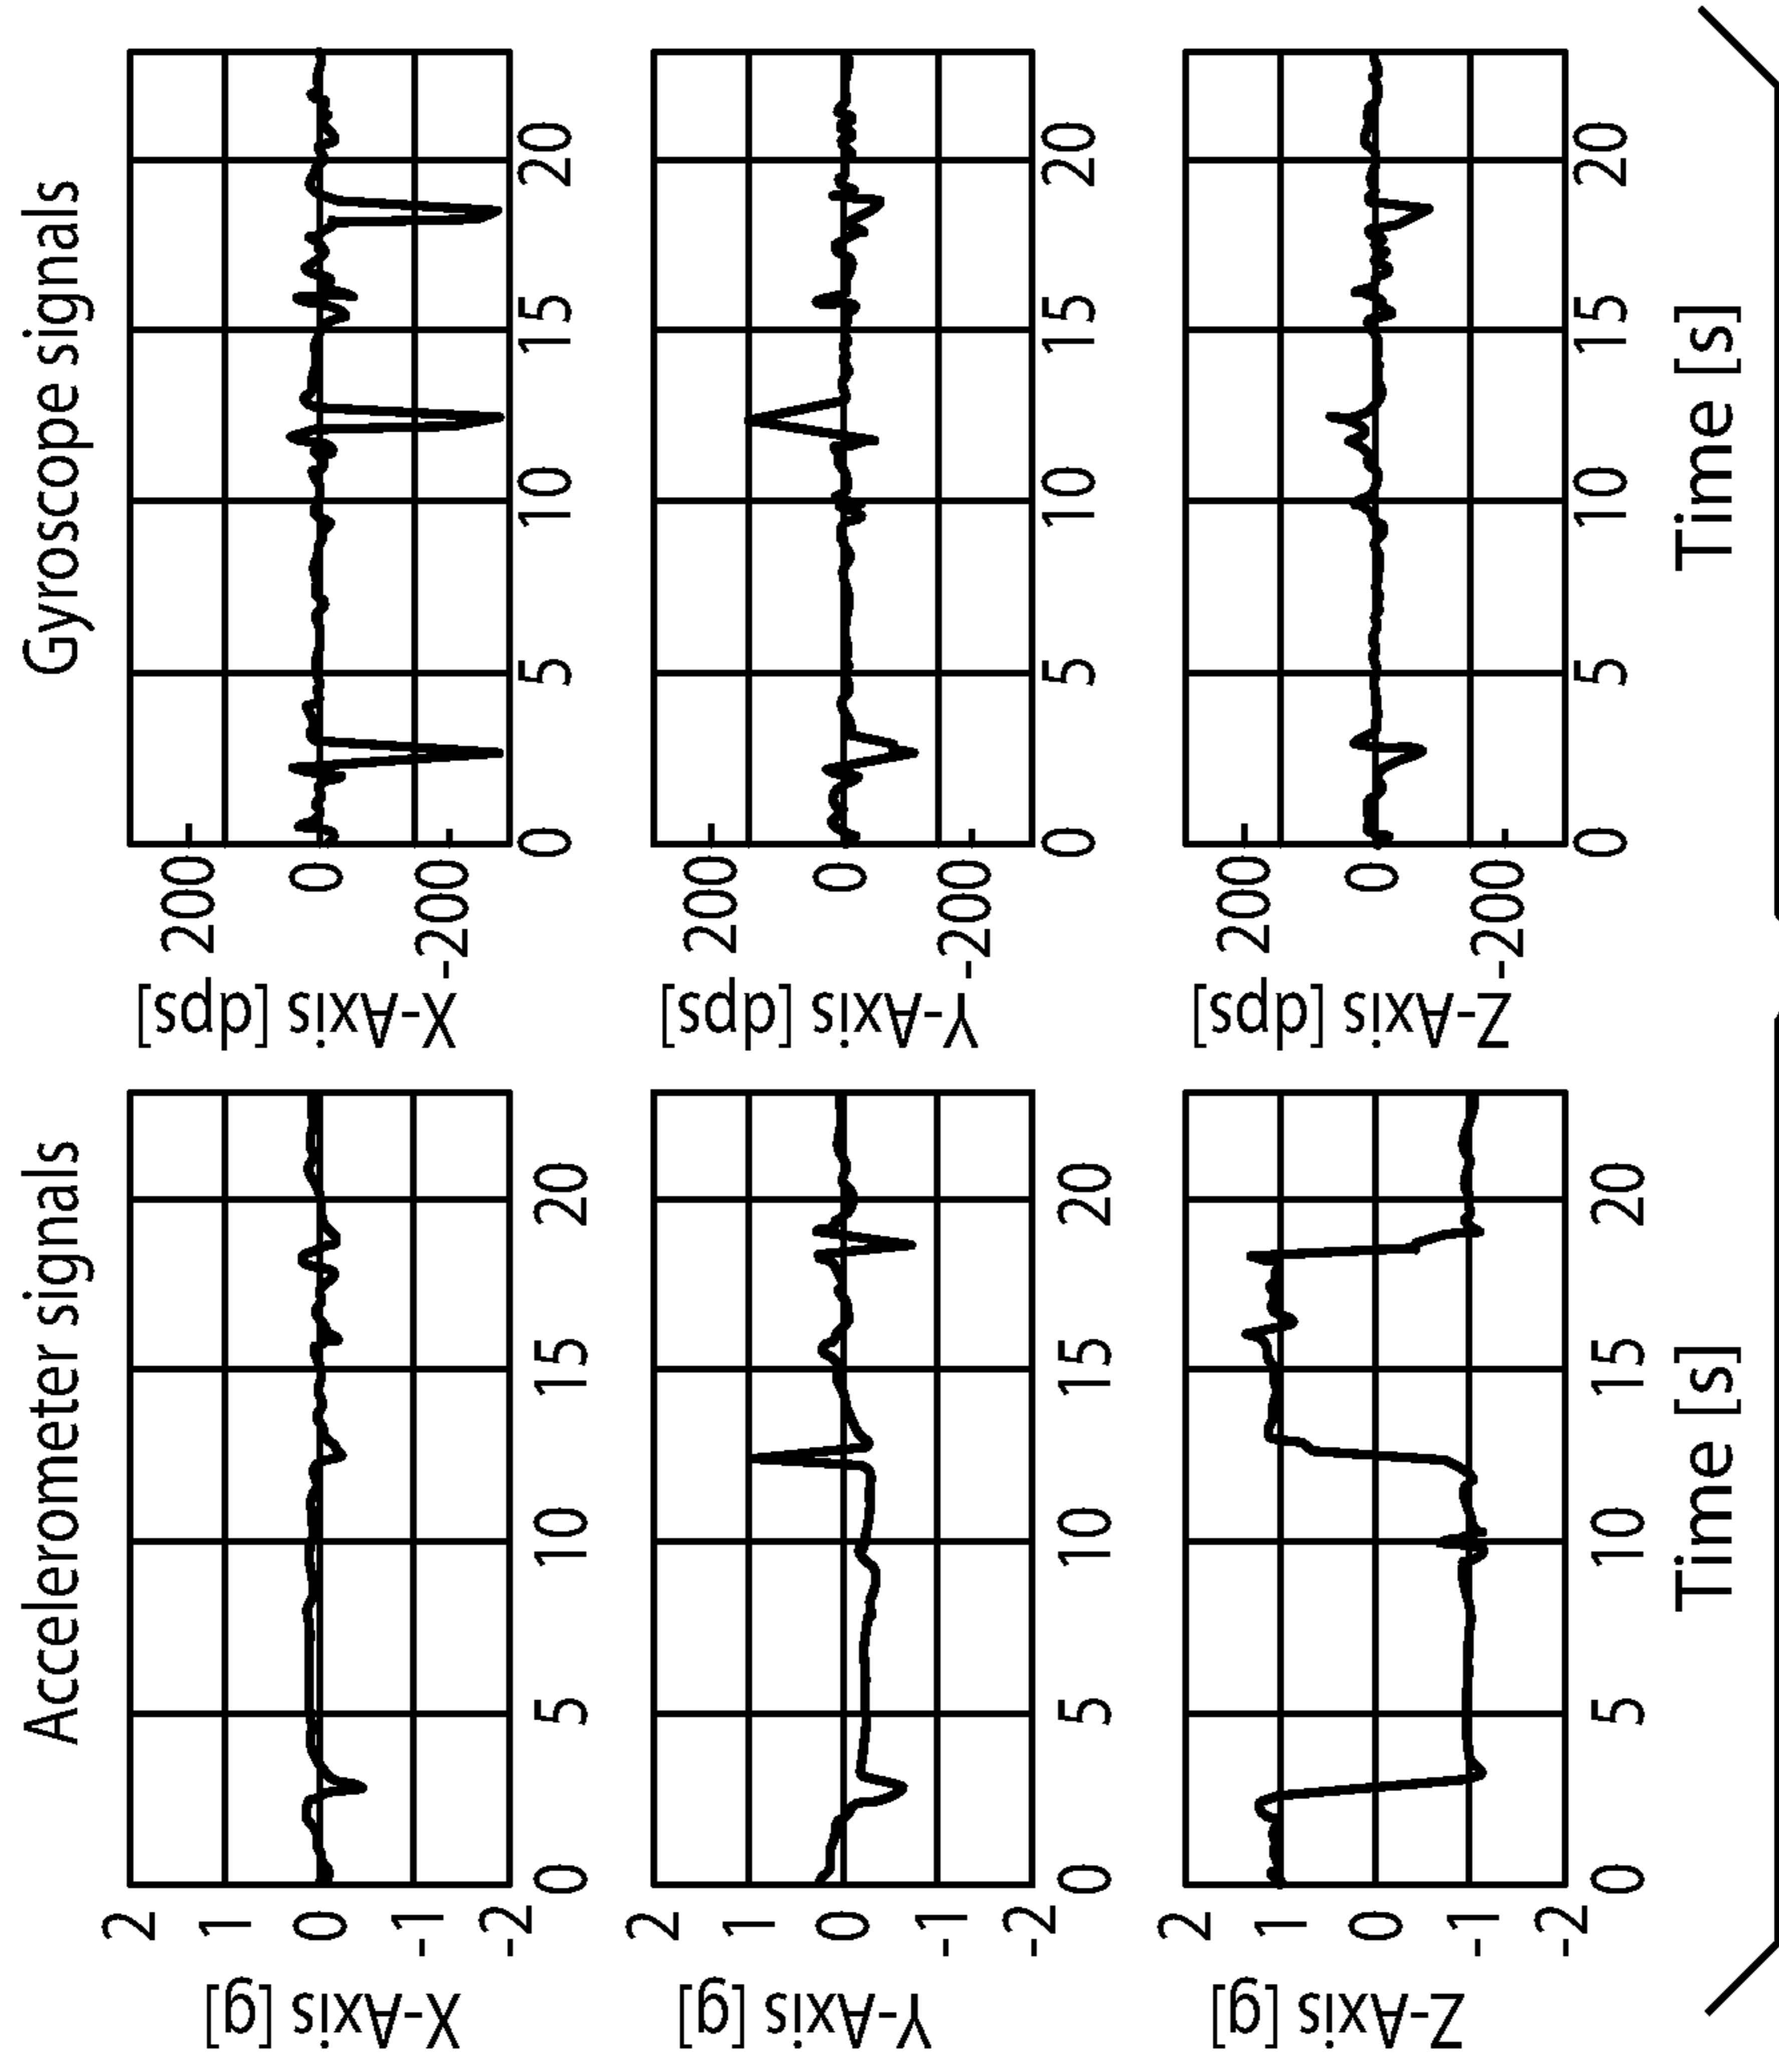 Accelerometer signals
X-Axis [g]
2
1
0
-1
-2
0 5 10 15 20
Y-Axis [g]
2
1
0
-1
-2
0 5 10 15 20
Z-Axis [g]
2
1
0
-1
-2
0 5 10 15 20
Time [s]
Gyroscope signals
X-Axis [dps]
200
0
-200
0 5 10 15 20
Y-Axis [dps]
200
0
-200
0 5 10 15 20
Z-Axis [dps]
200
0
-200
0 5 10 15 20
Time [s]